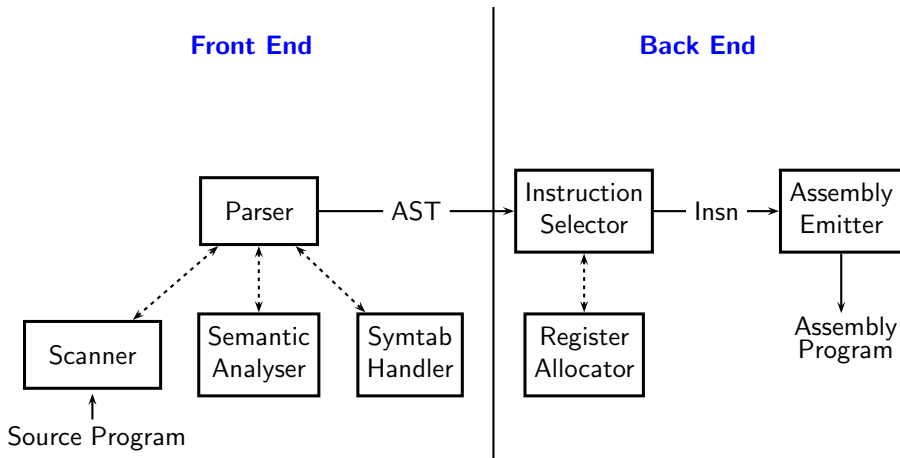 Front End
Back End
Parser
AST
Instruction
Selector
Insn
Assembly
Emitter
Scanner
Semantic
Analyser
Symtab
Handler
Register
Allocator
Assembly
Program
Source Program